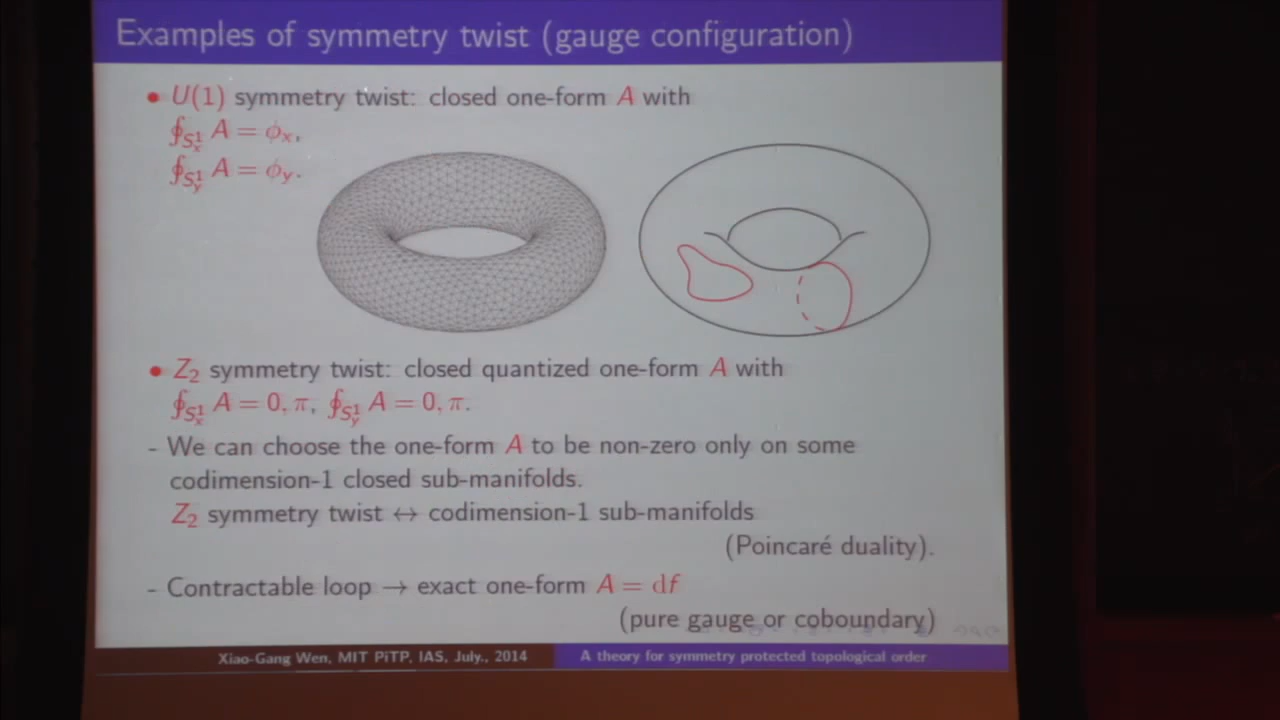 Examples of symmetry twist (gauge configuration)
• U(1) symmetry twist: closed one-form A with
∮_{S¹ₓ} A = ϕₓ,
∮_{S¹ᵧ} A = ϕᵧ.
• Z₂ symmetry twist: closed quantized one-form A with
∮_{S¹ₓ} A = 0, π, ∮_{S¹ᵧ} A = 0, π.
- We can choose the one-form A to be non-zero only on some
codimension-1 closed sub-manifolds.
Z₂ symmetry twist ↔ codimension-1 sub-manifolds
(Poincaré duality).
- Contractable loop → exact one-form A = df
(pure gauge or coboundary)
Xiao-Gang Wen, MIT PiTP, IAS, July., 2014
A theory for symmetry protected topological order